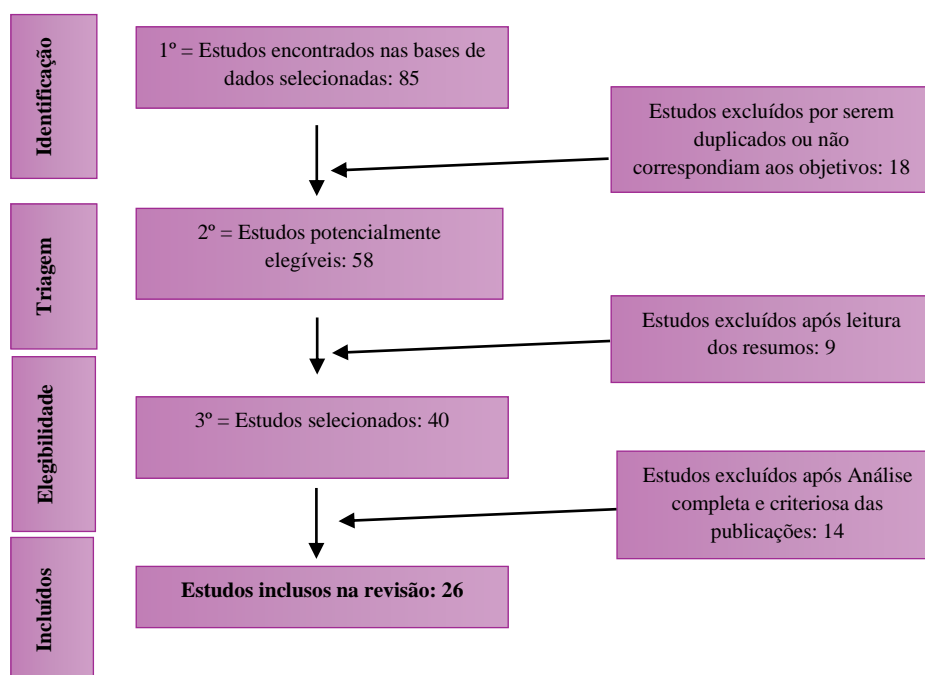 Identificação
1º = Estudos encontrados nas bases de
dados selecionadas: 85
Estudos excluídos por serem
duplicados ou não
correspondiam aos objetivos: 18
Triagem
2º = Estudos potencialmente
elegíveis: 58
Estudos excluídos após leitura
dos resumos: 9
Elegibilidade
3º = Estudos selecionados: 40
Estudos excluídos após Análise
completa e criteriosa das
publicações: 14
Incluídos
Estudos inclusos na revisão: 26